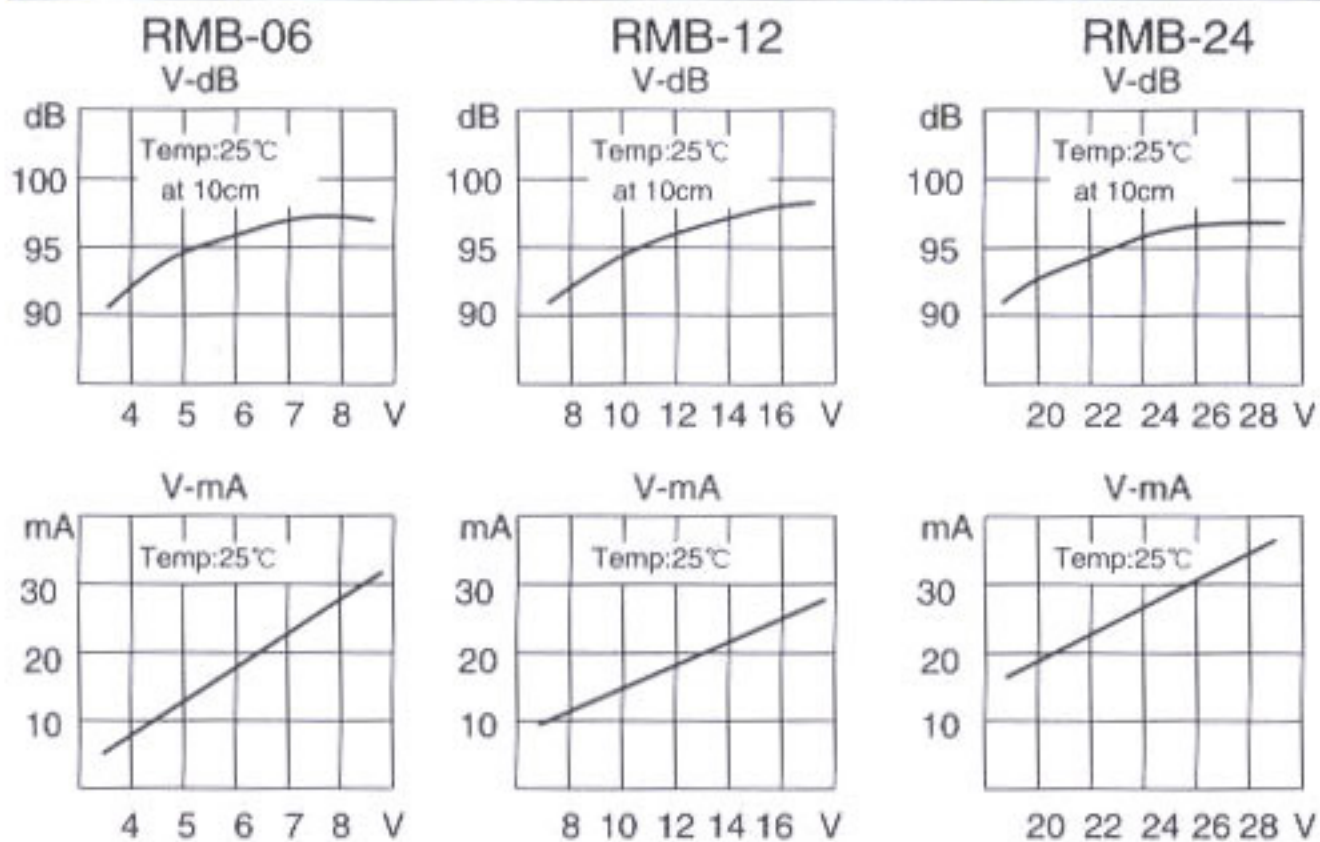 RMB-06
V-dB
dB
Temp:25℃
at 10cm
100
95
90
4 5 6 7 8 V
RMB-12
V-dB
dB
Temp:25℃
at 10cm
100
95
90
8 10 12 14 16 V
RMB-24
V-dB
dB
Temp:25℃
at 10cm
100
95
90
20 22 24 26 28 V
V-mA
mA
Temp:25℃
30
20
10
4 5 6 7 8 V
V-mA
mA
Temp:25℃
30
20
10
8 10 12 14 16 V
V-mA
mA
Temp:25℃
30
20
10
20 22 24 26 28 V